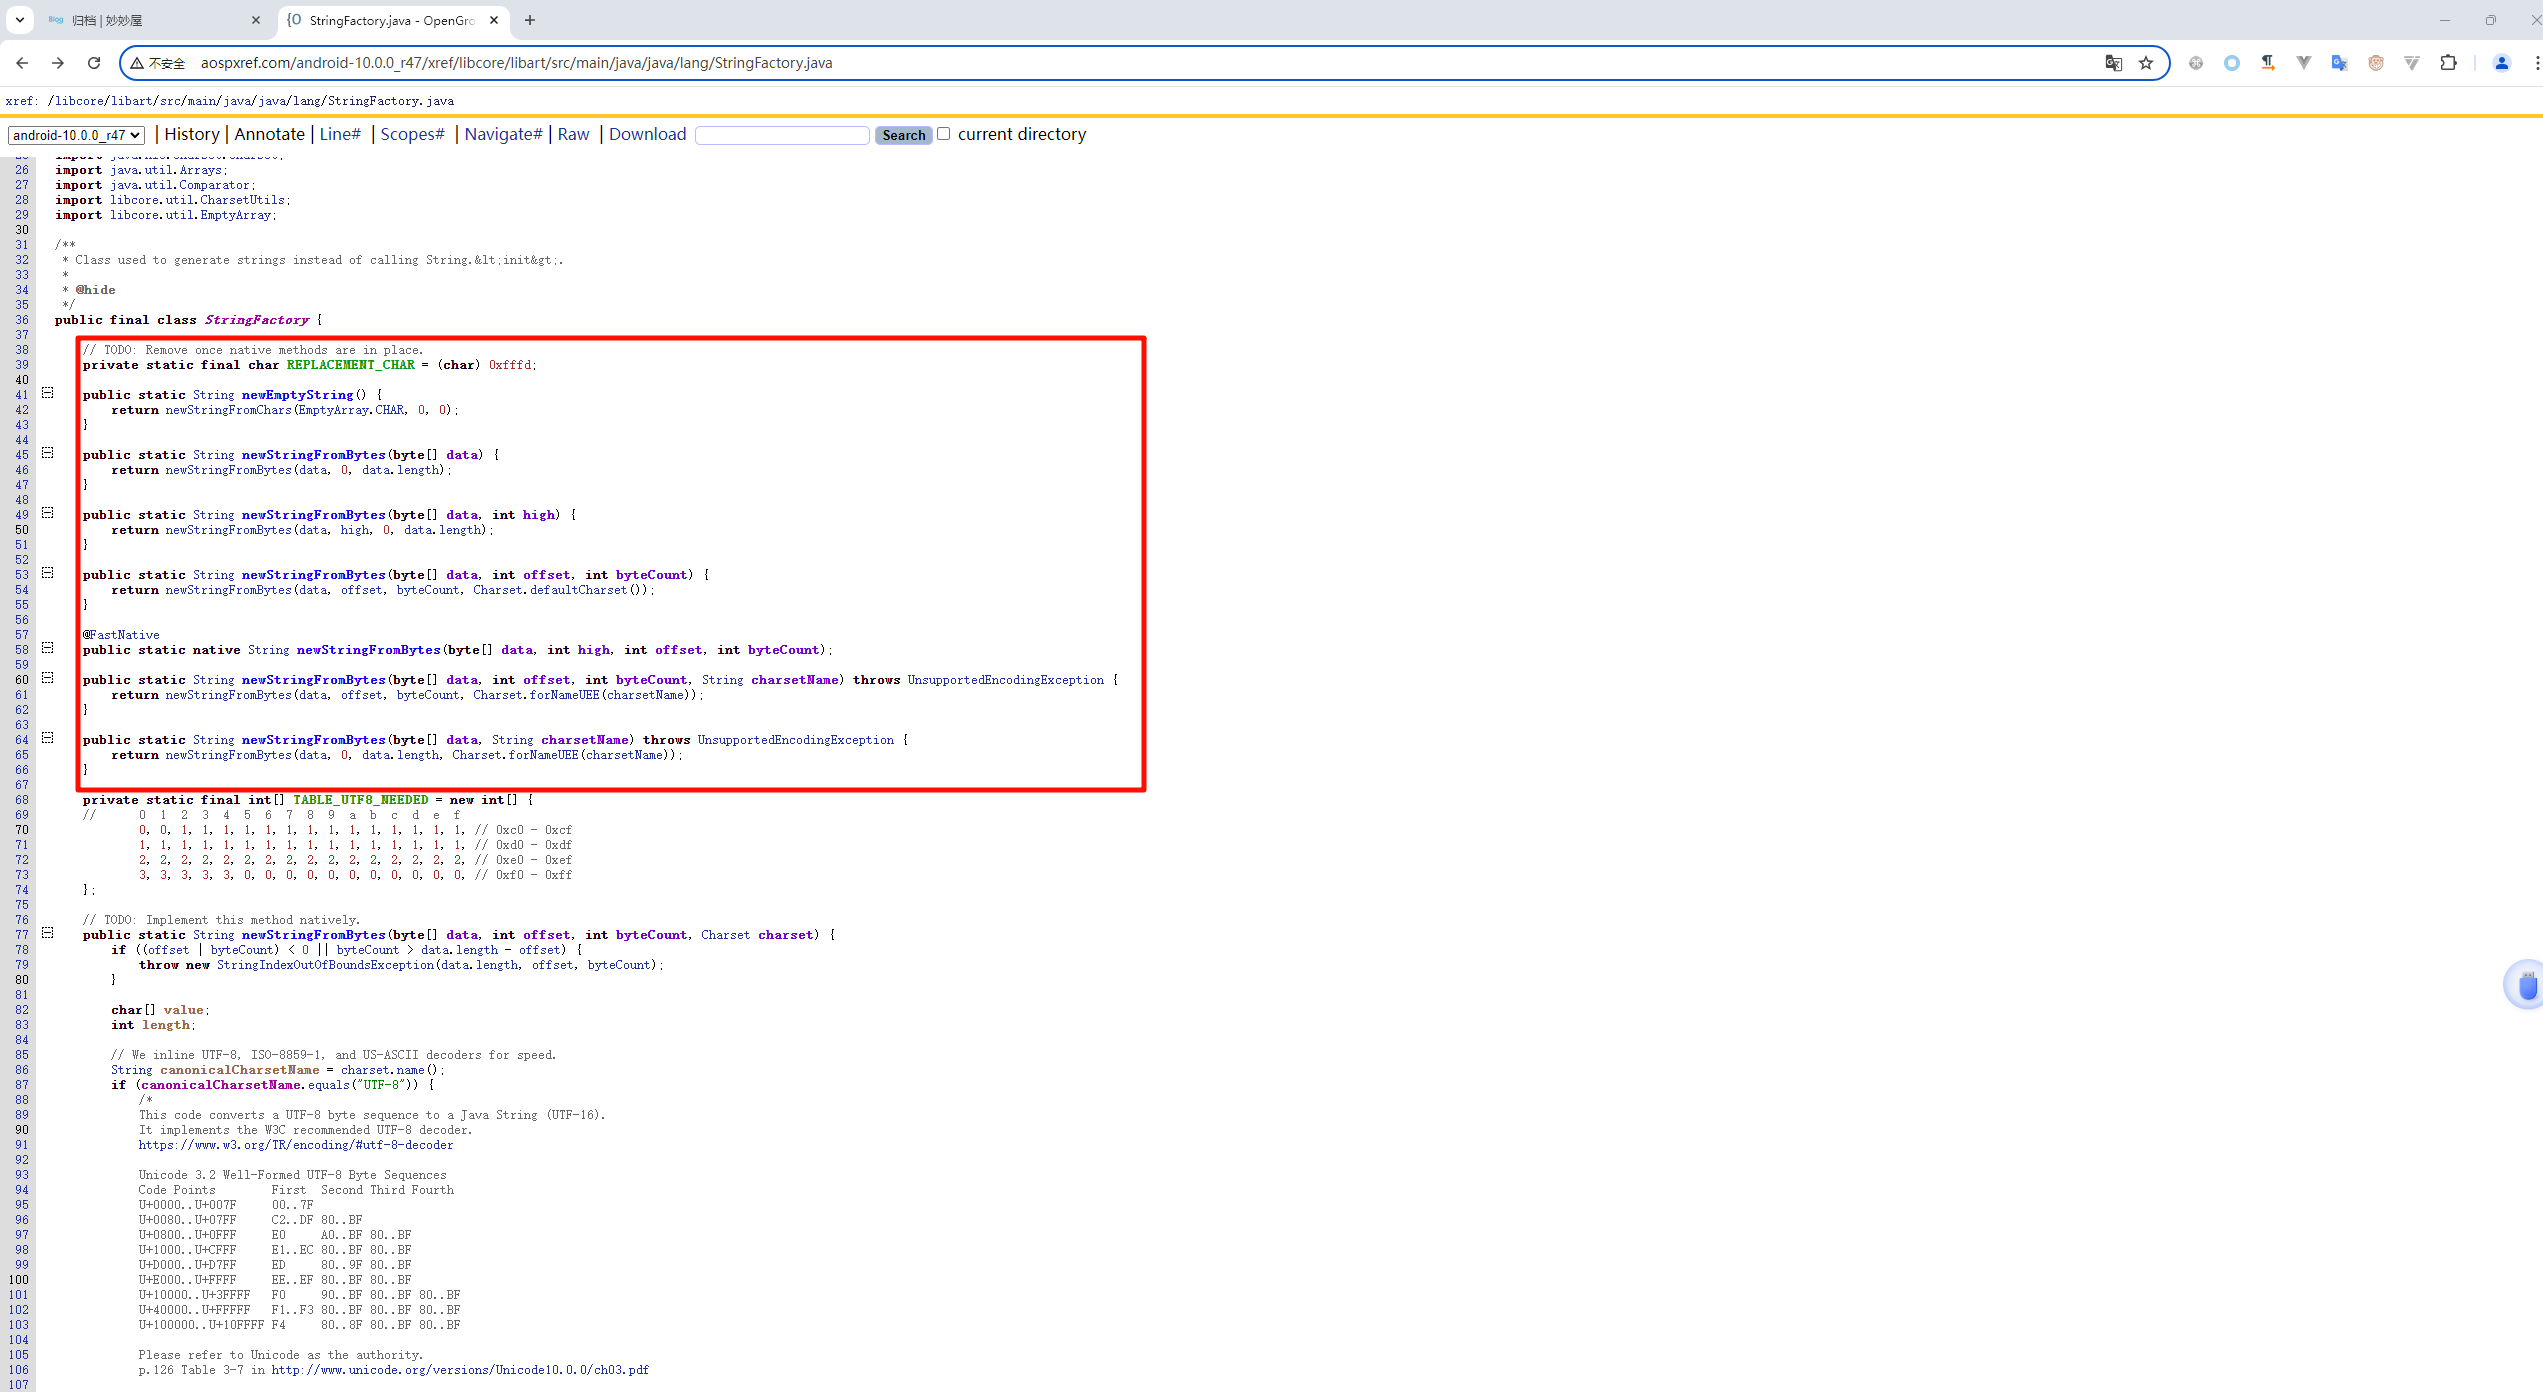 归档 | 妙妙屋
StringFactory.java - OpenGro
不安全 aospxref.com/android-10.0.0_r47/xref/libcore/libart/src/main/java/java/lang/StringFactory.java
xref: /libcore/libart/src/main/java/java/lang/StringFactory.java
android-10.0.0_r47 | History | Annotate | Line# | Scopes# | Navigate# | Raw | Download Search current directory
26 import java.util.Arrays;
27 import java.util.Comparator;
28 import libcore.util.CharsetUtils;
29 import libcore.util.EmptyArray;
30
31 /**
32 * Class used to generate strings instead of calling String.&lt;init&gt;.
33 *
34 * @hide
35 */
36 public final class StringFactory {
37
38 // TODO: Remove once native methods are in place.
39 private static final char REPLACEMENT_CHAR = (char) 0xfffd;
40
41 public static String newEmptyString() {
42 return newStringFromChars(EmptyArray.CHAR, 0, 0);
43 }
44
45 public static String newStringFromBytes(byte[] data) {
46 return newStringFromBytes(data, 0, data.length);
47 }
48
49 public static String newStringFromBytes(byte[] data, int high) {
50 return newStringFromBytes(data, high, 0, data.length);
51 }
52
53 public static String newStringFromBytes(byte[] data, int offset, int byteCount) {
54 return newStringFromBytes(data, offset, byteCount, Charset.defaultCharset());
55 }
56
57 @FastNative
58 public static native String newStringFromBytes(byte[] data, int high, int offset, int byteCount);
59
60 public static String newStringFromBytes(byte[] data, int offset, int byteCount, String charsetName) throws UnsupportedEncodingException {
61 return newStringFromBytes(data, offset, byteCount, Charset.forNameUEE(charsetName));
62 }
63
64 public static String newStringFromBytes(byte[] data, String charsetName) throws UnsupportedEncodingException {
65 return newStringFromBytes(data, 0, data.length, Charset.forNameUEE(charsetName));
66 }
67
68 private static final int[] TABLE_UTF8_NEEDED = new int[] {
69 // 0 1 2 3 4 5 6 7 8 9 a b c d e f
70 0, 0, 1, 1, 1, 1, 1, 1, 1, 1, 1, 1, 1, 1, 1, 1, // 0xc0 - 0xcf
71 1, 1, 1, 1, 1, 1, 1, 1, 1, 1, 1, 1, 1, 1, 1, 1, // 0xd0 - 0xdf
72 2, 2, 2, 2, 2, 2, 2, 2, 2, 2, 2, 2, 2, 2, 2, 2, // 0xe0 - 0xef
73 3, 3, 3, 3, 3, 0, 0, 0, 0, 0, 0, 0, 0, 0, 0, 0, // 0xf0 - 0xff
74 };
75
76 // TODO: Implement this method natively.
77 public static String newStringFromBytes(byte[] data, int offset, int byteCount, Charset charset) {
78 if ((offset | byteCount) < 0 || byteCount > data.length - offset) {
79 throw new StringIndexOutOfBoundsException(data.length, offset, byteCount);
80 }
81
82 char[] value;
83 int length;
84
85 // We inline UTF-8, ISO-8859-1, and US-ASCII decoders for speed.
86 String canonicalCharsetName = charset.name();
87 if (canonicalCharsetName.equals("UTF-8")) {
88 /*
89 This code converts a UTF-8 byte sequence to a Java String (UTF-16).
90 It implements the W3C recommended UTF-8 decoder.
91 https://www.w3.org/TR/encoding/#utf-8-decoder
92
93 Unicode 3.2 Well-Formed UTF-8 Byte Sequences
94 Code Points First Second Third Fourth
95 U+0000..U+007F 00..7F
96 U+0080..U+07FF C2..DF 80..BF
97 U+0800..U+0FFF E0 A0..BF 80..BF
98 U+1000..U+CFFF E1..EC 80..BF 80..BF
99 U+D000..U+D7FF ED 80..9F 80..BF
100 U+E000..U+FFFF EE..EF 80..BF 80..BF
101 U+10000..U+3FFFF F0 90..BF 80..BF 80..BF
102 U+40000..U+FFFFF F1..F3 80..BF 80..BF 80..BF
103 U+100000..U+10FFFF F4 80..8F 80..BF 80..BF
104
105 Please refer to Unicode as the authority.
106 p.126 Table 3-7 in http://www.unicode.org/versions/Unicode10.0.0/ch03.pdf
107